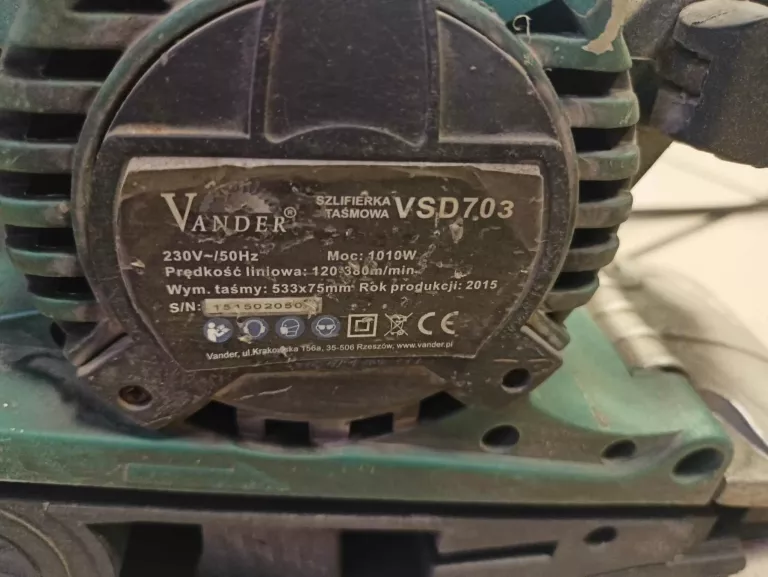 VANDER®
SZLIFIERKA
TAŚMOWA VSD703
230V~/50Hz Moc: 1010W
Prędkość liniowa: 120-380m/min.
Wym. taśmy: 533x75mm Rok produkcji: 2015
S/N: 151502050
CE
Vander, ul.Krakowska 156a, 35-506 Rzeszów, www.vander.pl